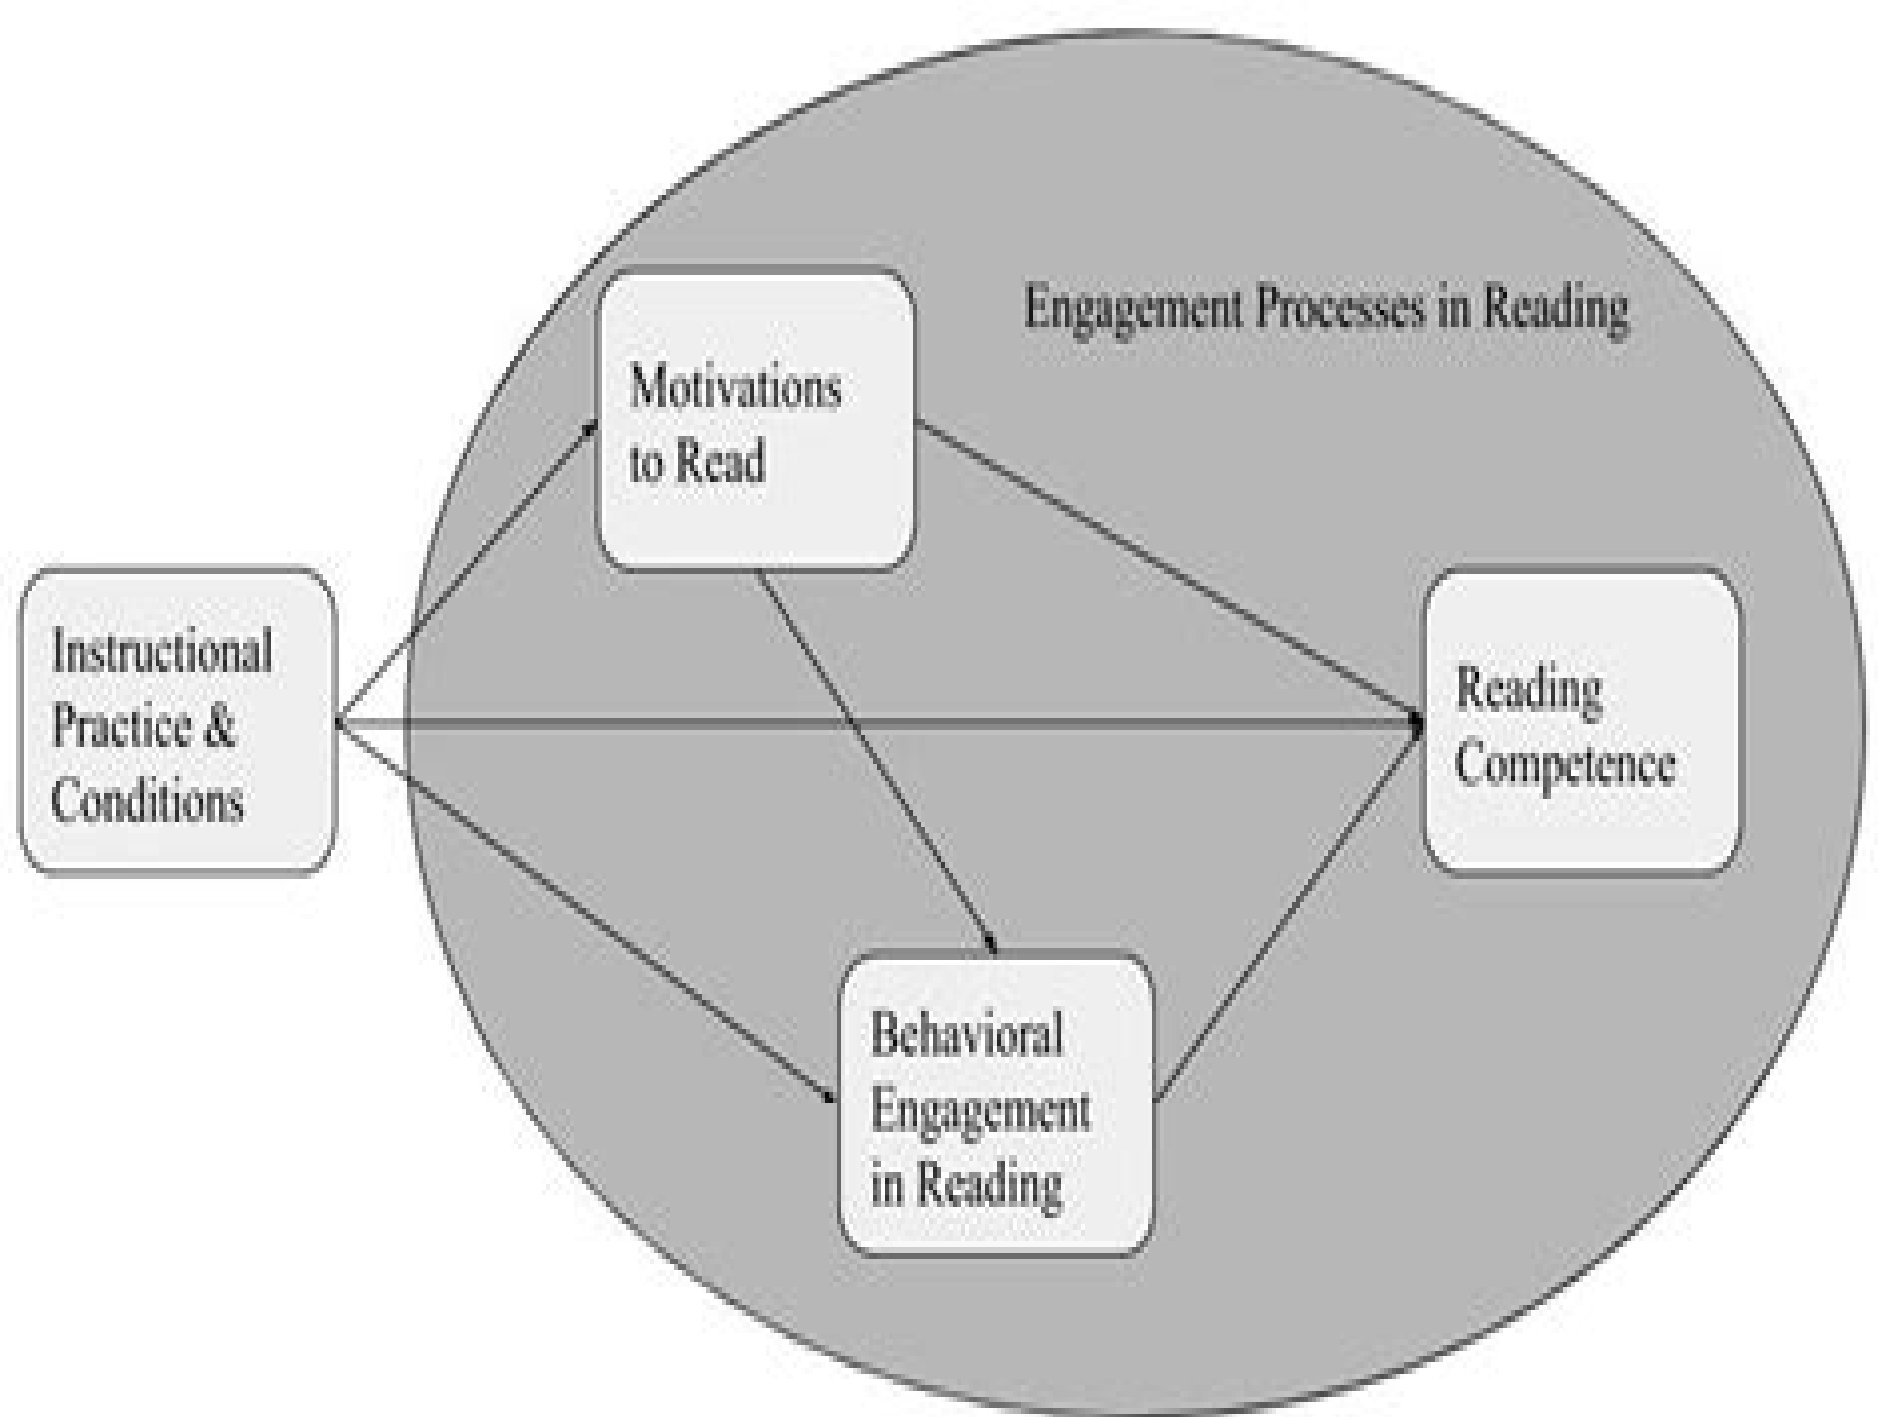 Engagement Processes in Reading
Motivations
to Read
Instructional
Practice &
Conditions
Reading
Competence
Behavioral
Engagement
in Reading